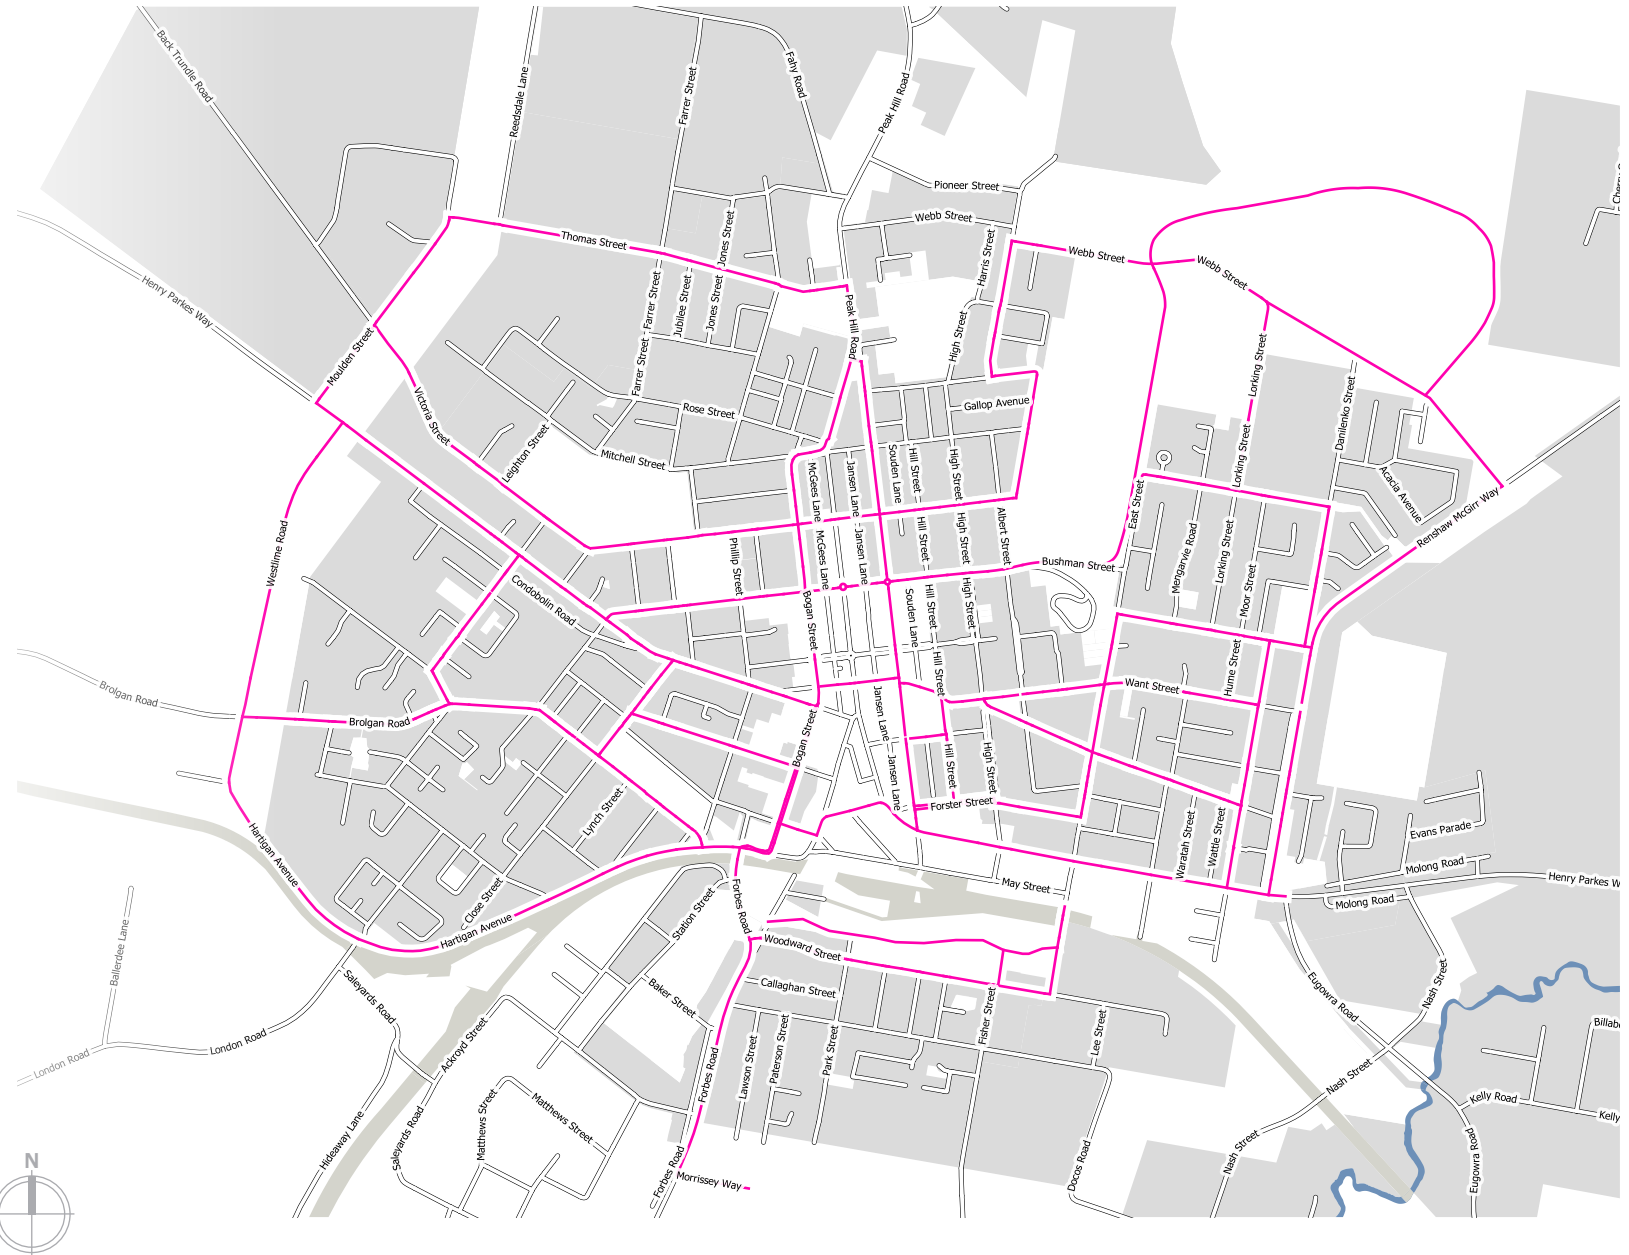 Back Trundle Road
Reedsdale Lane
Farrer Street
Fahy Road
Peak Hill Road
Pioneer Street
Webb Street
Harris Street
Webb Street
Webb Street
Thomas Street
Jones Street
Farrer Street
Jubilee Street
Jones Street
Henry Parkes Way
Moulden Street
Victoria Street
Farrer Street
Peak Hill Road
High Street
Lorking Street
Rose Street
Gallop Avenue
Danilenko Street
Leighton Street
Mitchell Street
McGees Lane
Jansen Lane
Souden Lane
Hill Street
High Street
Lorking Street
Acacia Avenue
East Street
Renshaw McGirr Way
Westlime Road
Phillip Street
McGees Lane
Jansen Lane
Hill Street
High Street
Albert Street
Mengarvie Road
Lorking Street
Bushman Street
Moor Street
Condobolin Road
Bogan Street
Souden Lane
Hill Street
High Street
Hill Street
Hume Street
Brolgan Road
Brolgan Road
Want Street
Bogan Street
Jansen Lane
Jansen Lane
Hill Street
High Street
Forster Street
Lynch Street
Waratah Street
Wattle Street
Evans Parade
Molong Road
Henry Parkes W
Molong Road
Hartigan Avenue
Close Street
Hartigan Avenue
Station Street
Forbes Road
May Street
Woodward Street
Ballerdee Lane
Saleyards Road
Baker Street
Callaghan Street
Eugowra Road
Nash Street
London Road
London Road
Ackroyd Street
Fisher Street
Lee Street
Lawson Street
Paterson Street
Park Street
Forbes Road
Billab
Nash Street
Kelly Road
Kelly
Matthews Street
Matthews Street
Hideaway Lane
Saleyards Road
Forbes Road
Morrissey Way
Docos Road
Nash Street
Eugowra Road
N